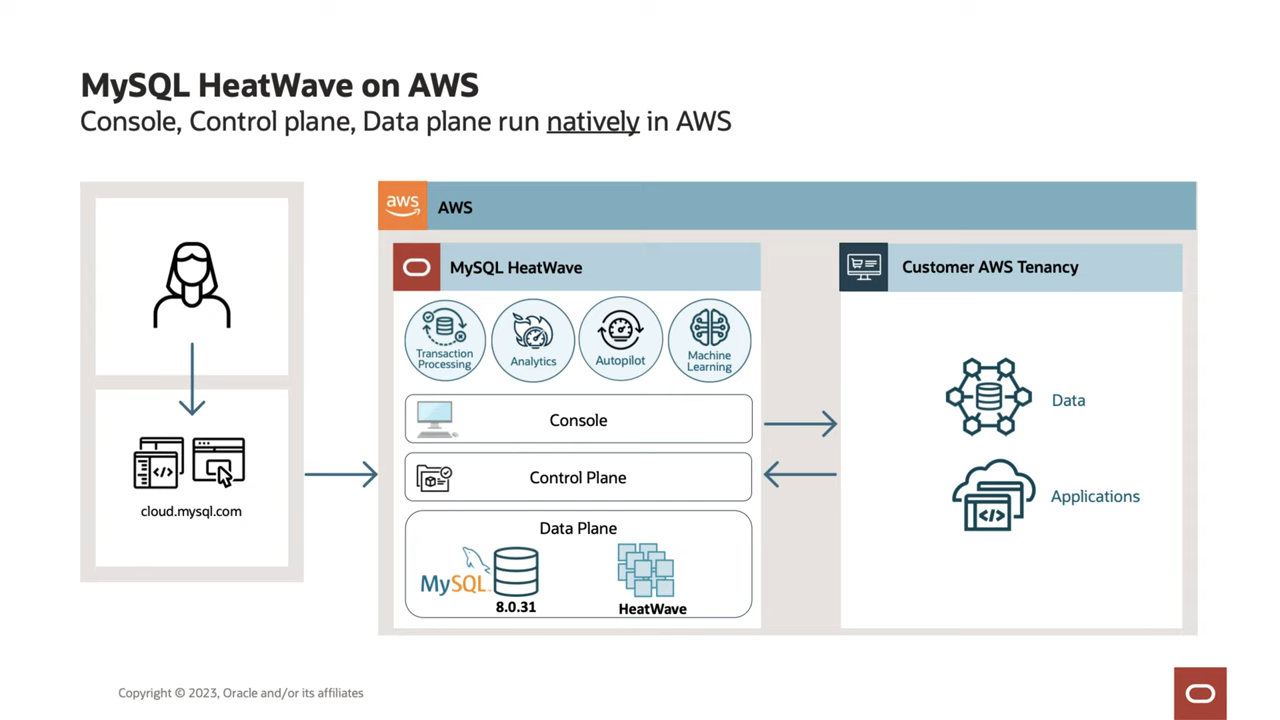 MySQL HeatWave on AWS
Console, Control plane, Data plane run natively in AWS
cloud.mysql.com
aws
AWS
MySQL HeatWave
Transaction
Processing
Analytics
Autopilot
Machine
Learning
Console
Control Plane
Data Plane
MySQL
8.0.31
HeatWave
Customer AWS Tenancy
Data
Applications
Copyright © 2023, Oracle and/or its affiliates